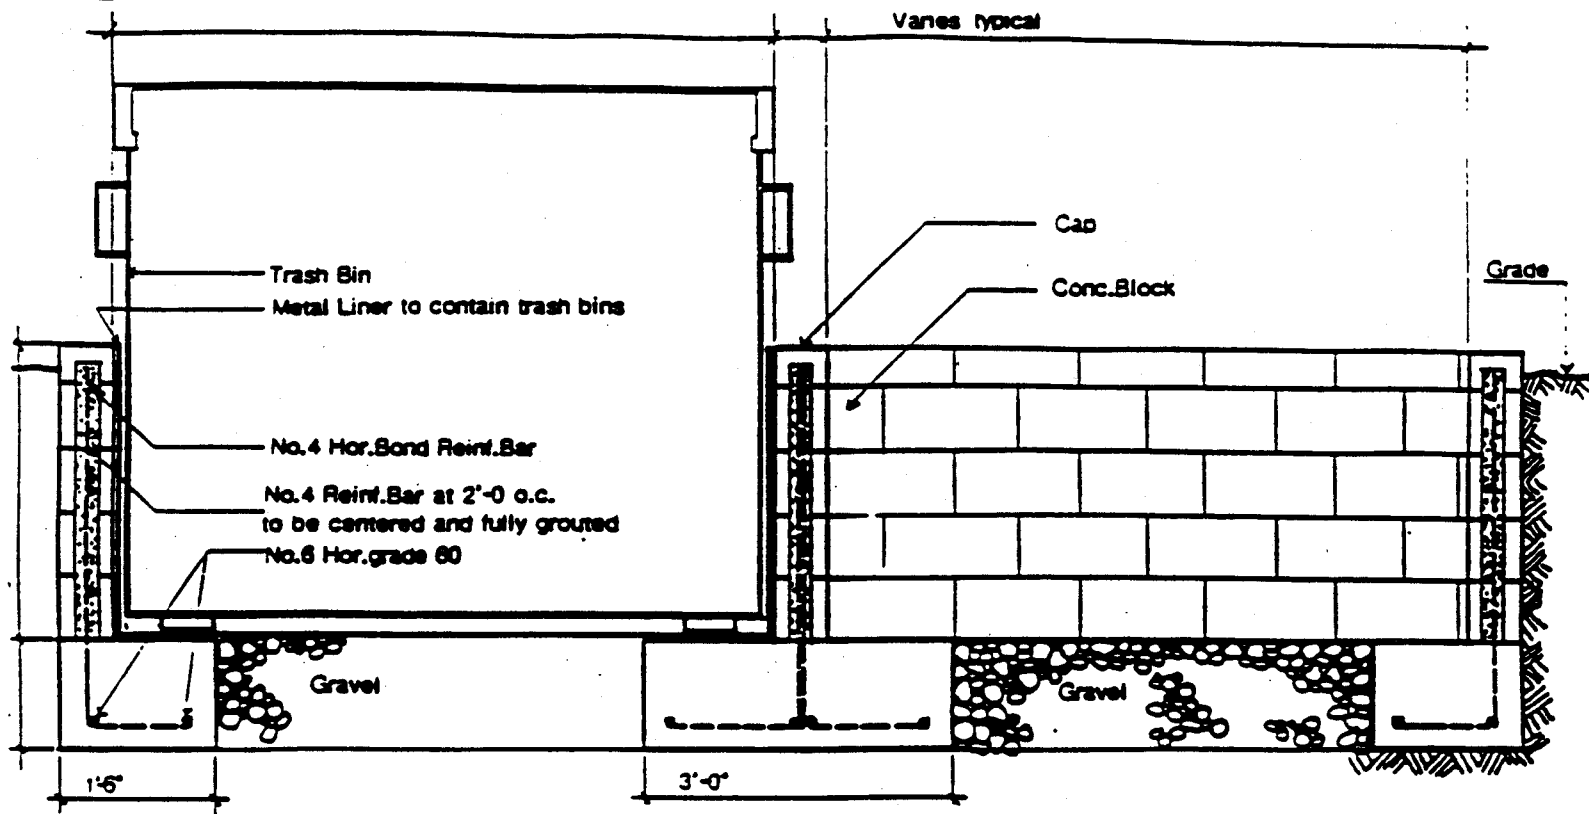 Varies typical
Cap
Trash Bin
Grade
Conc.Block
Metal Liner to contain trash bins
No.4 Hor.Bond Reinf.Bar
No.4 Reinf.Bar at 2'-0 o.c.
to be centered and fully grouted
No.6 Hor.grade 60
Gravel
Gravel
1'-6"
3'-0"